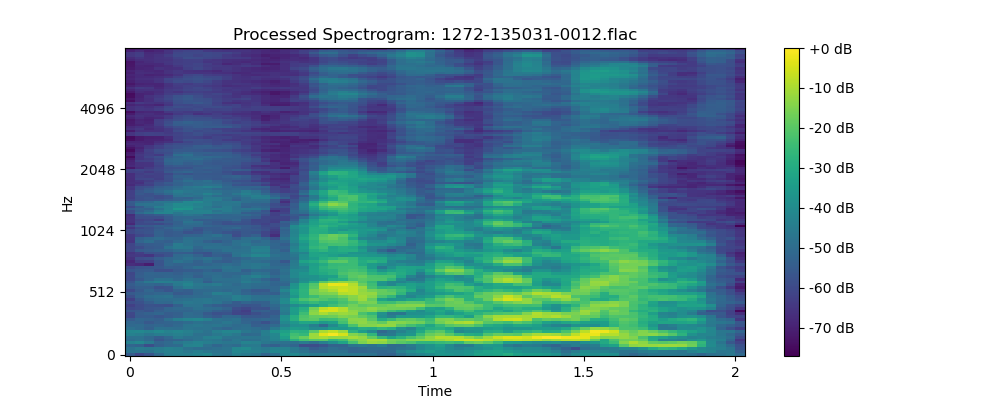 Processed Spectrogram: 1272-135031-0012.flac
Hz
4096
2048
1024
512
0
0 0.5 1 1.5 2
Time
+0 dB
-10 dB
-20 dB
-30 dB
-40 dB
-50 dB
-60 dB
-70 dB